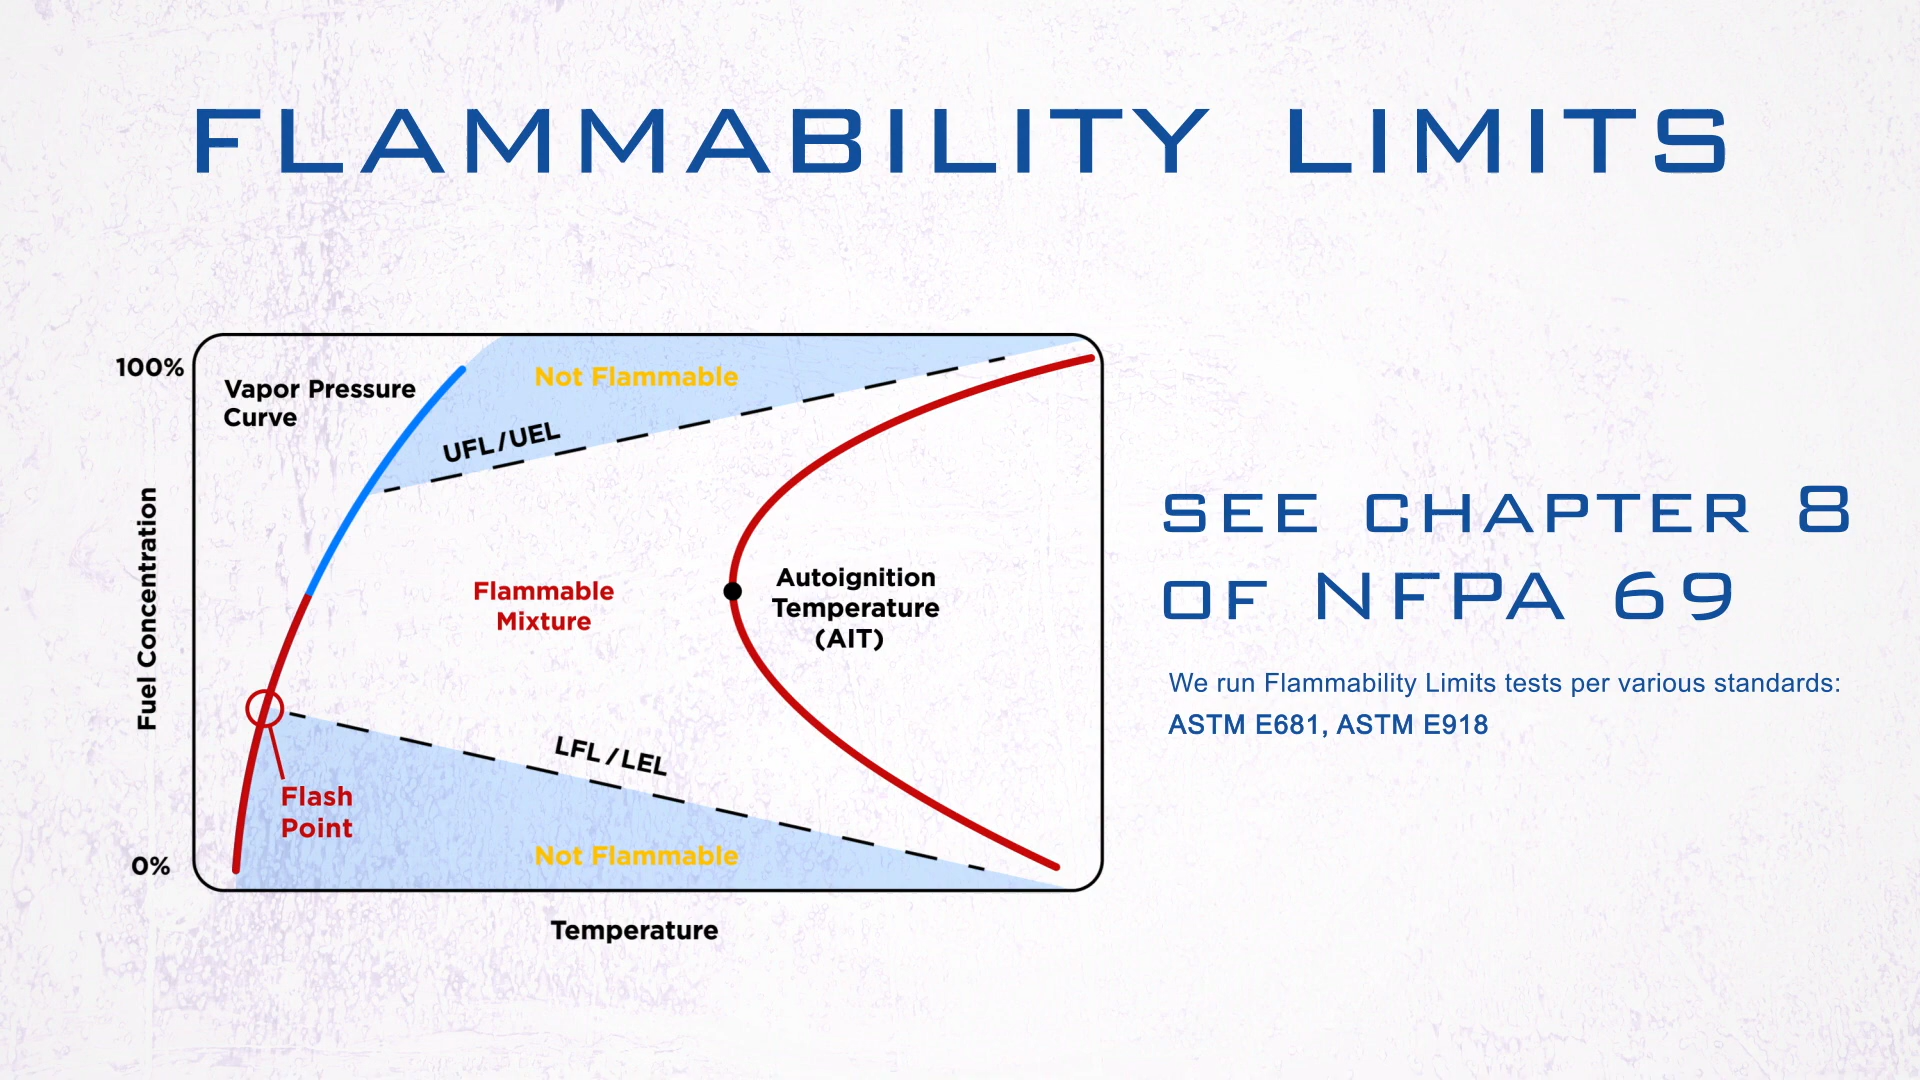 FLAMMABILITY LIMITS
100%
Vapor Pressure
Curve
Not Flammable
UFL/UEL
Fuel Concentration
Flammable
Mixture
Autoignition
Temperature
(AIT)
LFL/LEL
Flash
Point
Not Flammable
0%
Temperature
SEE CHAPTER 8
OF NFPA 69
We run Flammability Limits tests per various standards:
ASTM E681, ASTM E918